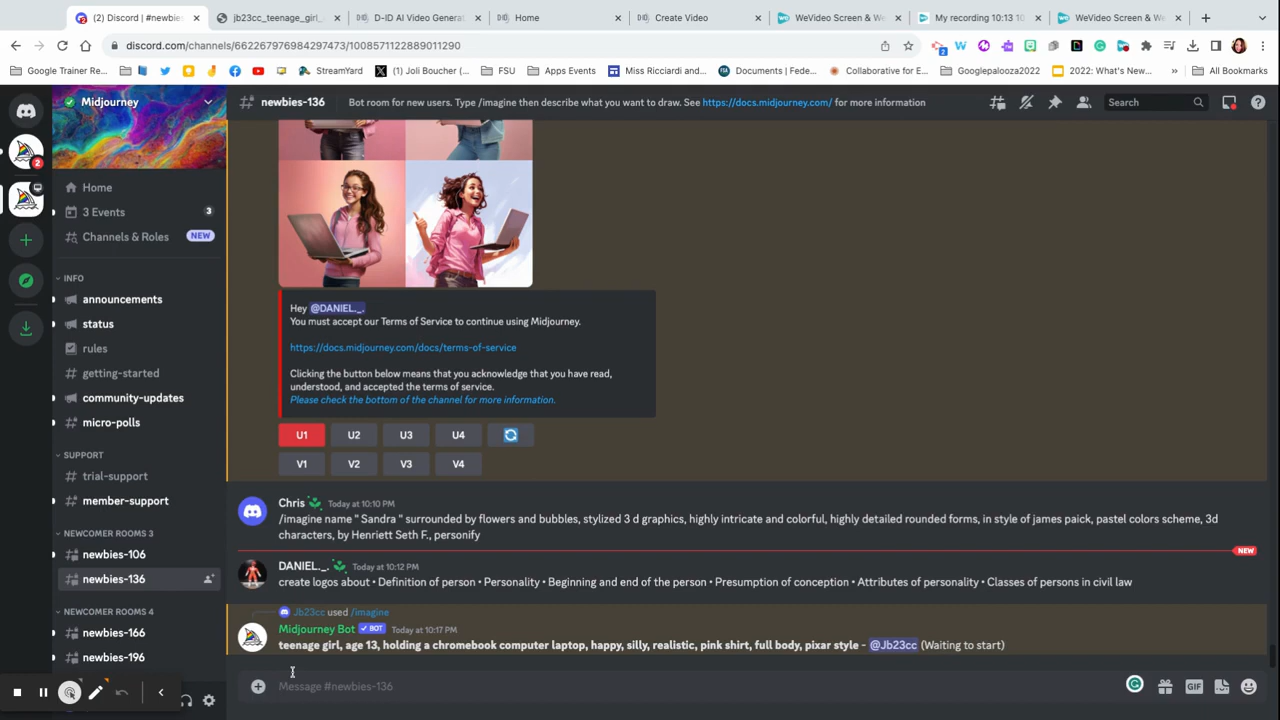 (2) Discord | #newbies
jb23cc_teenage_girl_
D-ID AI Video Genera
Home
Create Video
WeVideo Screen & We
My recording 10:13 10
WeVideo Screen & We
discord.com/channels/662267976984297473/1008571122889011290
Google Trainer Re...
StreamYard
(1) Joli Boucher (...
FSU
Apps Events
Miss Ricciardi and...
Documents | Fede...
Collaborative for E...
Googlepalooza2022
2022: What's New...
»
All Bookmarks
Midjourney
newbies-136
Bot room for new users. Type /imagine then describe what you want to draw. See https://docs.midjourney.com/ for more information
Search
2
Home
3 Events
3
Channels & Roles
NEW
INFO
announcements
status
rules
getting-started
community-updates
micro-polls
SUPPORT
trial-support
member-support
NEWCOMER ROOMS 3
newbies-106
newbies-136
NEWCOMER ROOMS 4
newbies-166
newbies-196
Hey @DANIEL._.
You must accept our Terms of Service to continue using Midjourney.
https://docs.midjourney.com/docs/terms-of-service
Clicking the button below means that you acknowledge that you have read,
understood, and accepted the terms of service.
Please check the bottom of the channel for more information.
U1 U2 U3 U4
V1 V2 V3 V4
Chris Today at 10:10 PM
/imagine name " Sandra " surrounded by flowers and bubbles, stylized 3 d graphics, highly intricate and colorful, highly detailed rounded forms, in style of james paick, pastel colors scheme, 3d
characters, by Henriett Seth F., personify
NEW
DANIEL._. Today at 10:12 PM
create logos about • Definition of person • Personality • Beginning and end of the person • Presumption of conception • Attributes of personality • Classes of persons in civil law
Jb23cc used /imagine
Midjourney Bot BOT Today at 10:17 PM
teenage girl, age 13, holding a chromebook computer laptop, happy, silly, realistic, pink shirt, full body, pixar style - @Jb23cc (Waiting to start)
Message #newbies-136
GIF